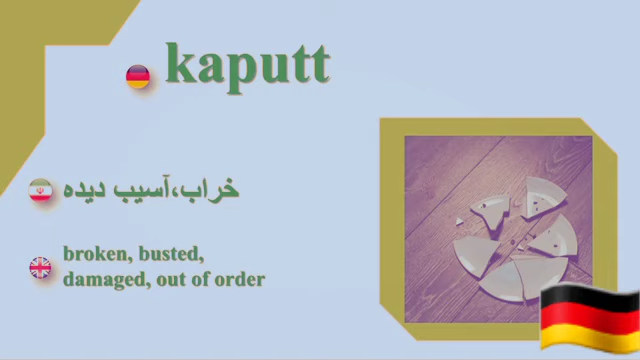 kaputt
خراب،آسیب دیده
broken, busted,
damaged, out of order